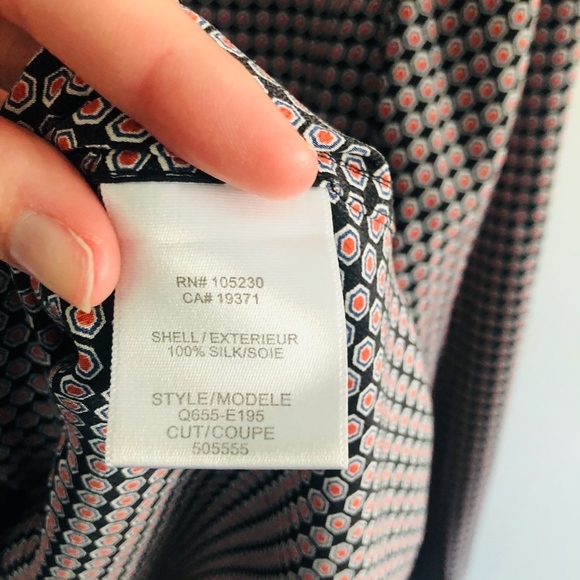 RN# 105230
CA# 19371
SHELL/EXTERIEUR
100% SILK/SOIE
STYLE/MODELE
Q655-E195
CUT/COUPE
505555